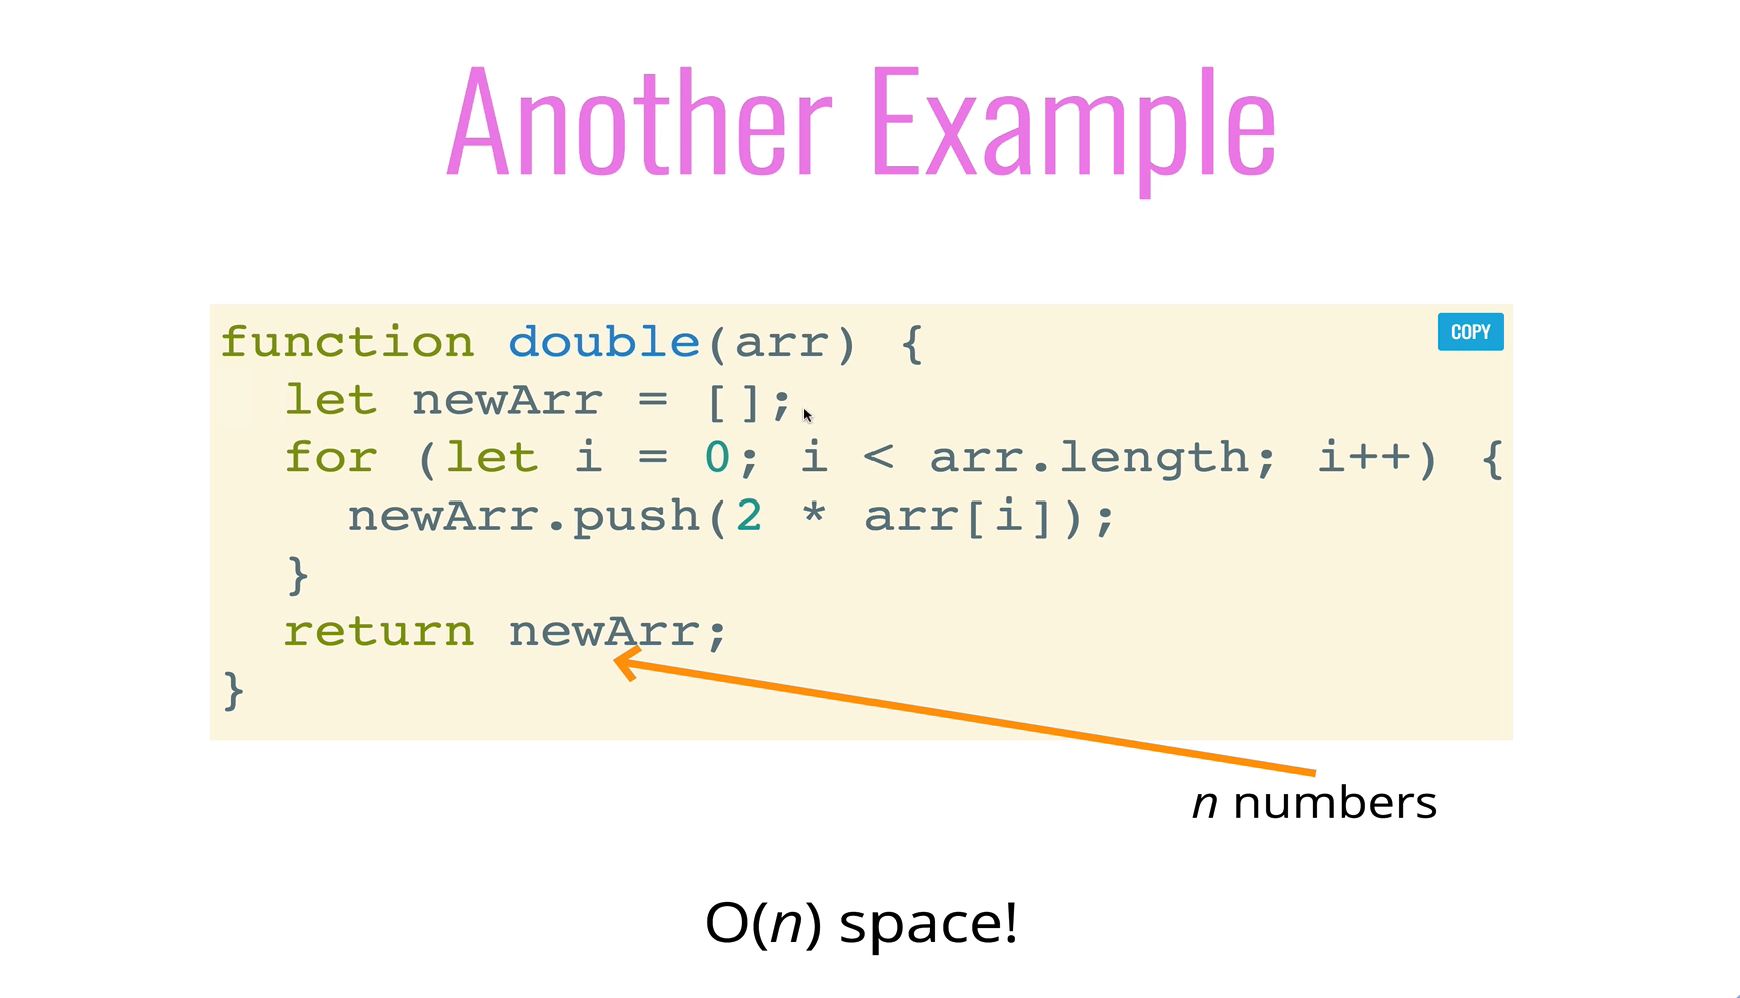 Another Example
COPY
function double(arr) {
  let newArr = [];
  for (let i = 0; i < arr.length; i++) {
    newArr.push(2 * arr[i]);
  }
  return newArr;
}
n numbers
O(n) space!